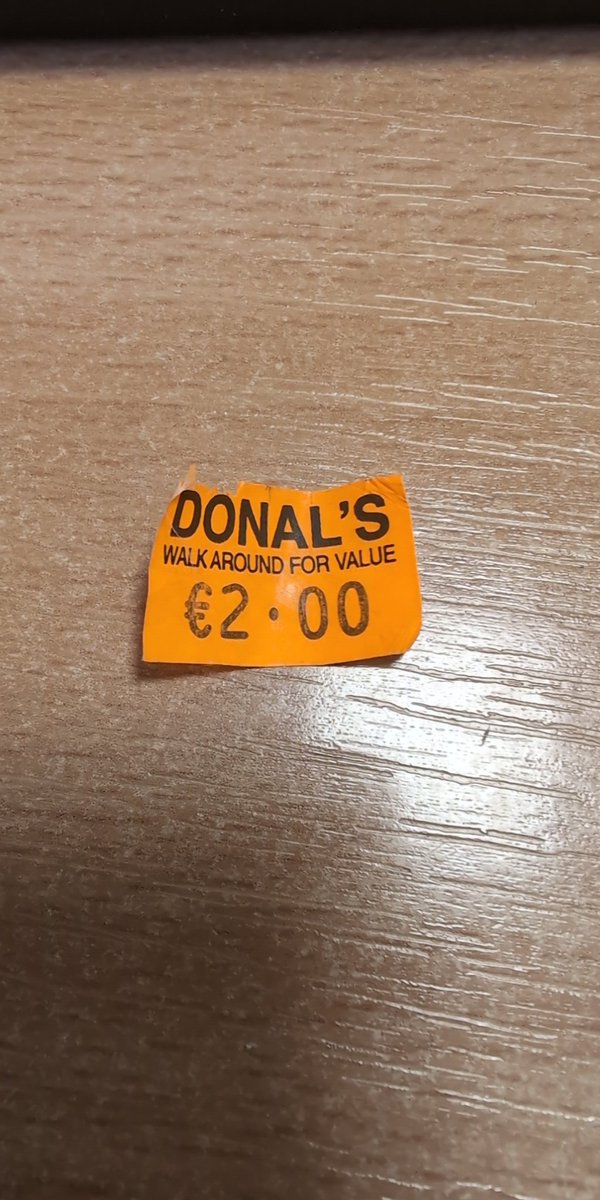 DONAL'S
WALK AROUND FOR VALUE
€2·00